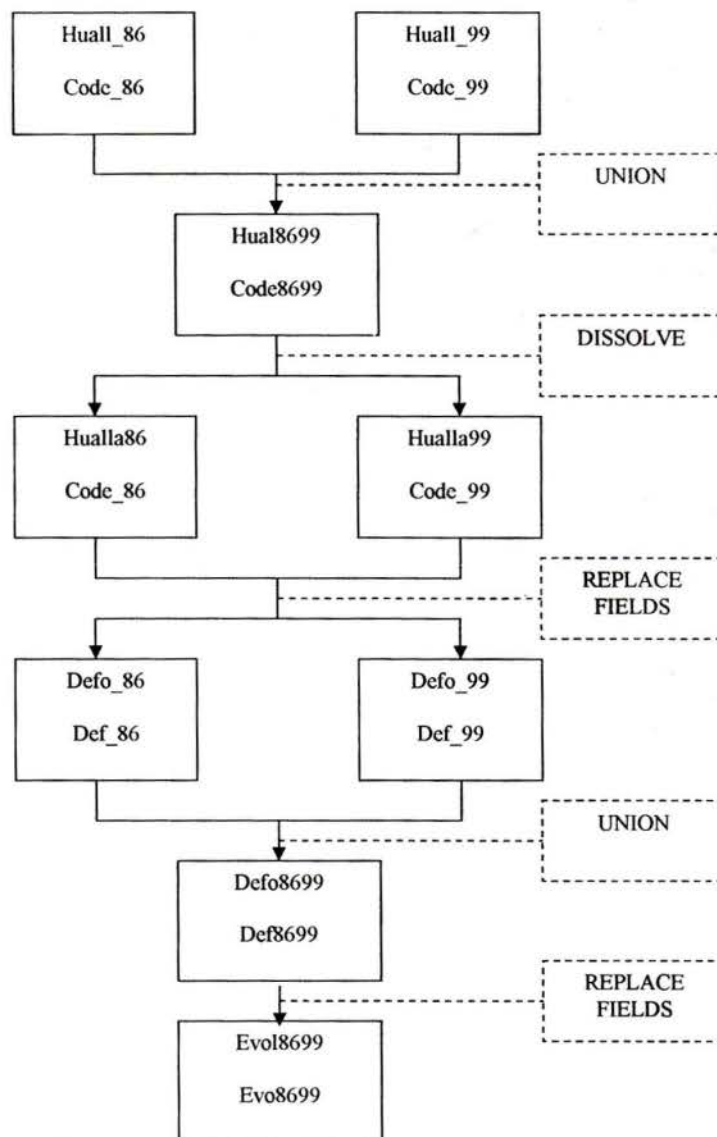 Huall_86
Huall_99
Code_86
Code_99
UNION
Hual8699
Code8699
DISSOLVE
Hualla86
Hualla99
Code_86
Code_99
REPLACE
FIELDS
Defo_86
Defo_99
Def_86
Def_99
UNION
Defo8699
Def8699
REPLACE
FIELDS
Evol8699
Evo8699